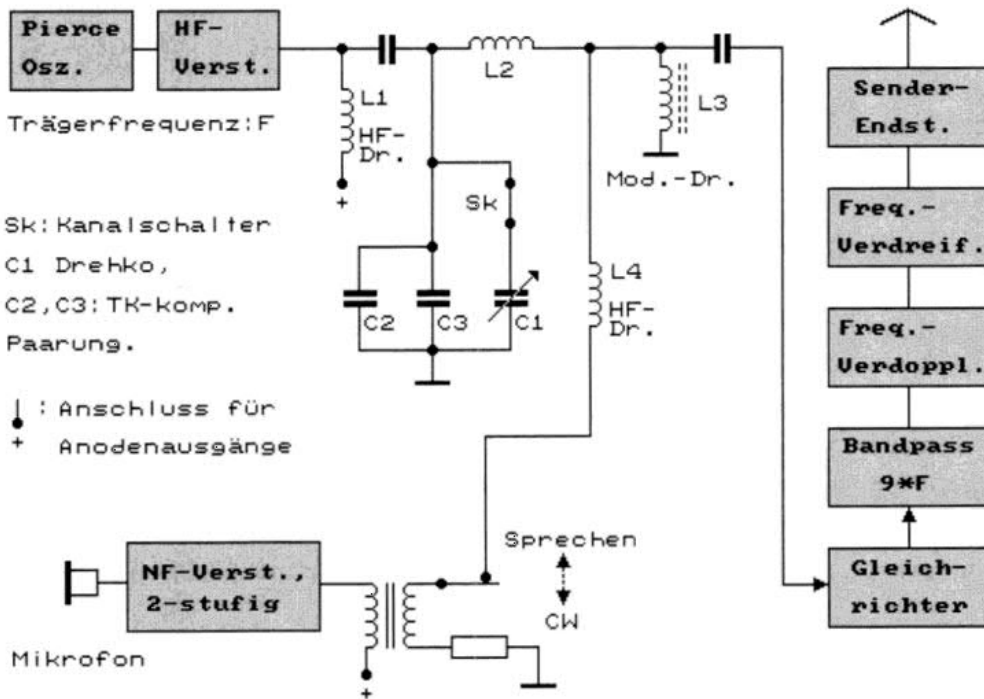 Pierce
Osz.
HF-
Verst.
Trägerfrequenz:F
L1
HF-
Dr.
L2
L3
Mod.-Dr.
Sk
Sk:Kanalschalter
C1 Drehko,
C2,C3:TK-komp.
Paarung.
+
C2
C3
C1
L4
HF-
Dr.
: Anschluss für
+ Anodenausgänge
Mikrofon
NF-Verst.,
2-stufig
+
Sprechen
CW
Sender-
Endst.
Freq.-
Verdreif.
Freq.-
Verdoppl.
Bandpass
9*F
Gleich-
richter